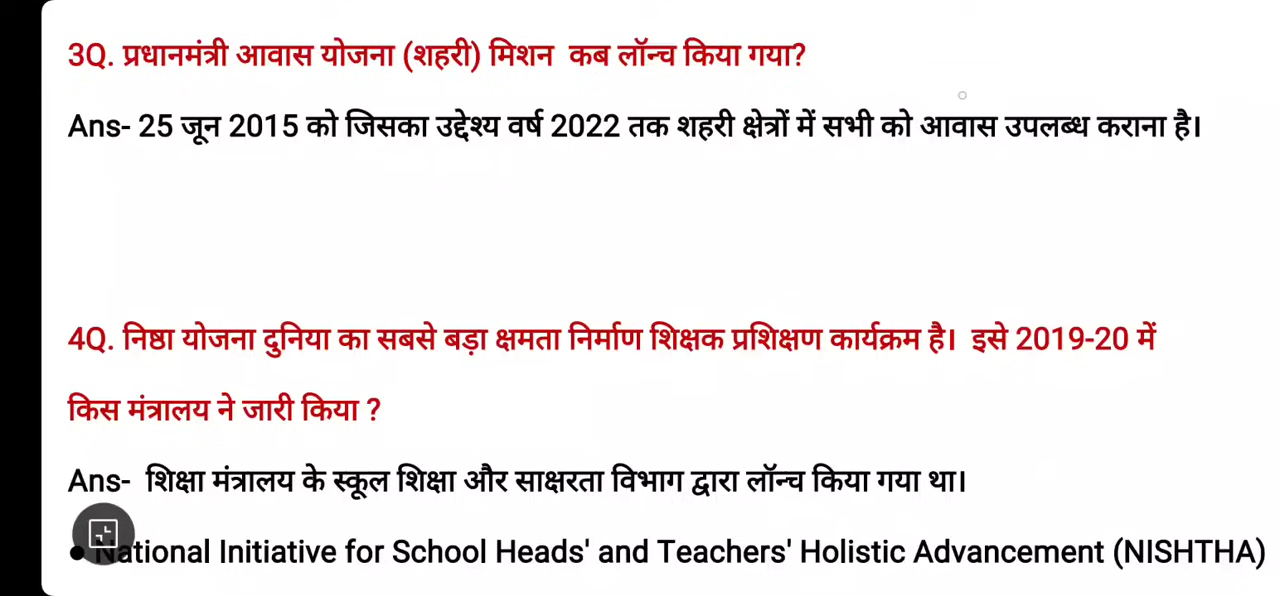 3Q. प्रधानमंत्री आवास योजना (शहरी) मिशन कब लॉन्च किया गया?
Ans- 25 जून 2015 को जिसका उद्देश्य वर्ष 2022 तक शहरी क्षेत्रों में सभी को आवास उपलब्ध कराना है।
4Q. निष्ठा योजना दुनिया का सबसे बड़ा क्षमता निर्माण शिक्षक प्रशिक्षण कार्यक्रम है। इसे 2019-20 में
किस मंत्रालय ने जारी किया ?
Ans- शिक्षा मंत्रालय के स्कूल शिक्षा और साक्षरता विभाग द्वारा लॉन्च किया गया था।
● National Initiative for School Heads' and Teachers' Holistic Advancement (NISHTHA)